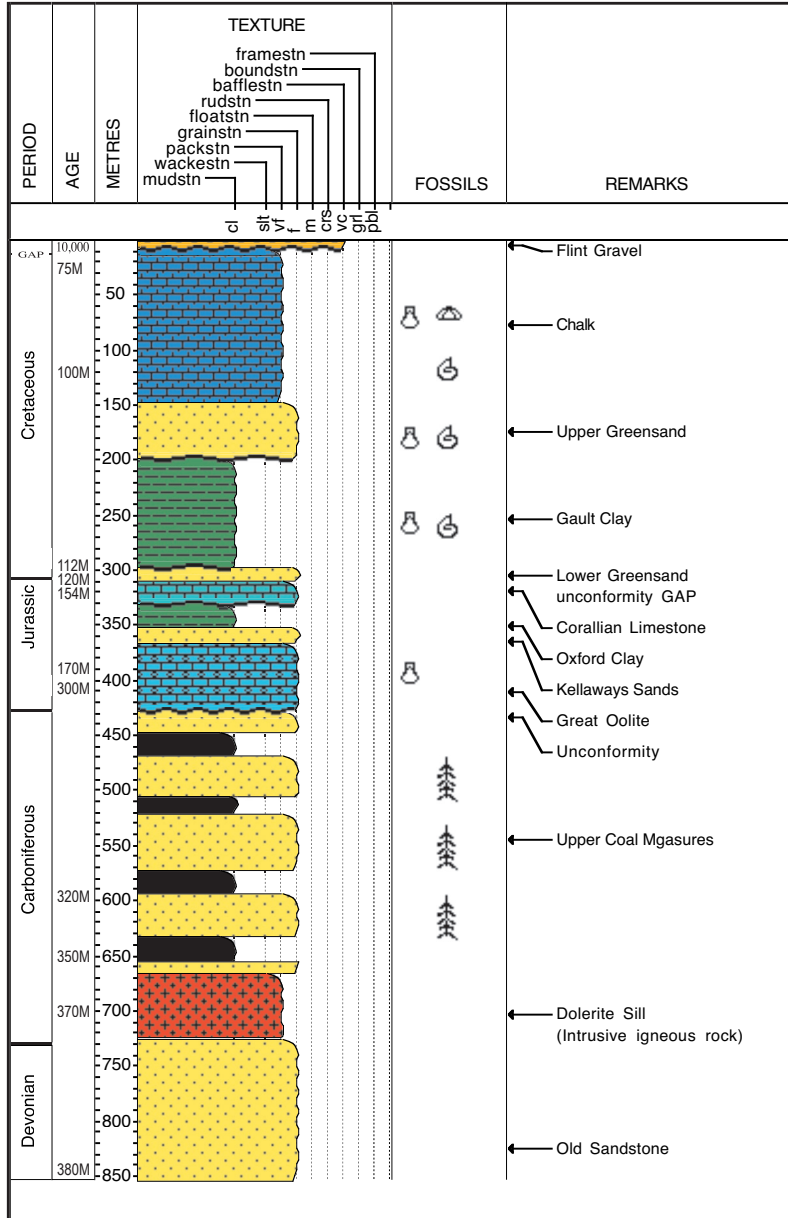 TEXTURE
framestn
boundstn
bafflestn
rudstn
floatstn
grainstn
packstn
wackestn
mudstn
PERIOD
AGE
METRES
FOSSILS
REMARKS
cl
slt
vf
f
m
crs
vc
grl
pbl
10,000
GAP
75M
50
100
100M
150
200
250
112M
300
120M
154M
350
170M
300M
400
450
500
550
320M
600
350M
650
370M
700
750
800
380M
850
Cretaceous
Jurassic
Carboniferous
Devonian
Flint Gravel
Chalk
Upper Greensand
Gault Clay
Lower Greensand
unconformity GAP
Corallian Limestone
Oxford Clay
Kellaways Sands
Great Oolite
Unconformity
Upper Coal Mgasures
Dolerite Sill
(Intrusive igneous rock)
Old Sandstone